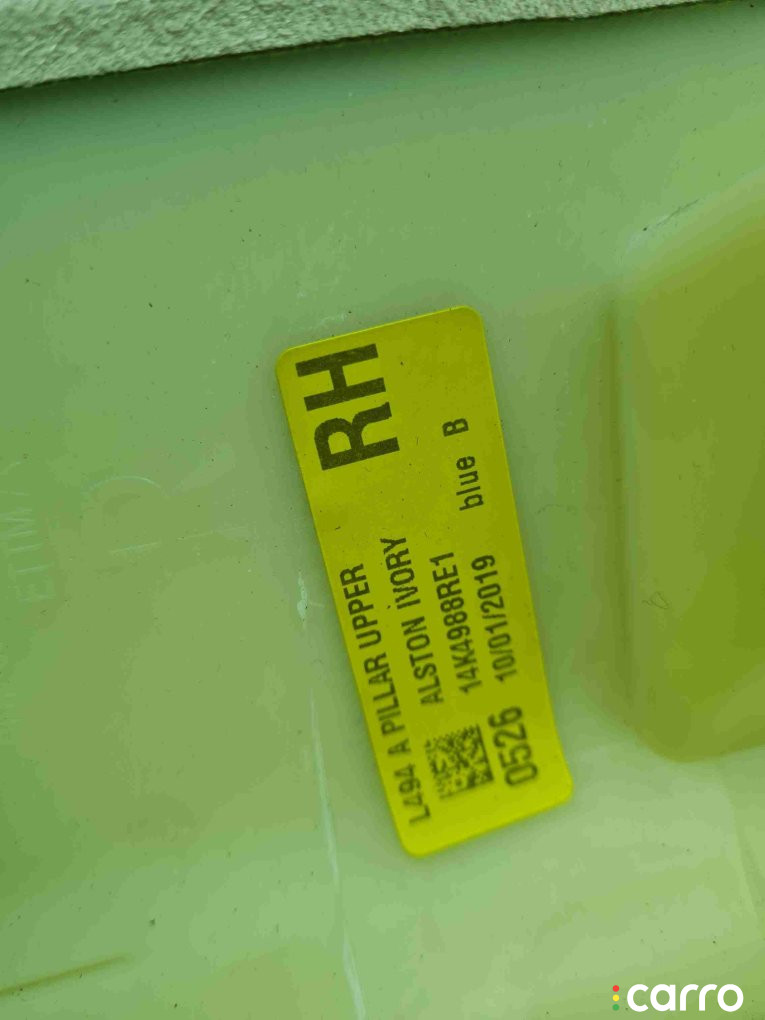 RH
L494 A PILLAR UPPER
ALSTON iVORY
14K4988RE1 blue B
0526 10/01/2019
carro